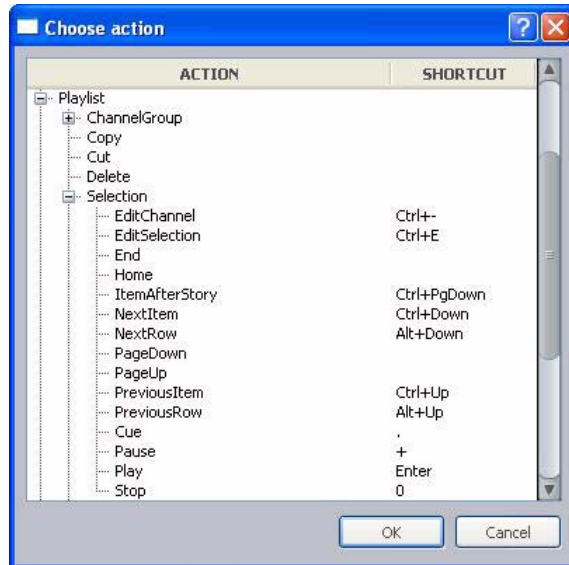 Choose action
ACTION SHORTCUT
Playlist
ChannelGroup
Copy
Cut
Delete
Selection
EditChannel Ctrl+-
EditSelection Ctrl+E
End
Home
ItemAfterStory Ctrl+PgDown
NextItem Ctrl+Down
NextRow Alt+Down
PageDown
PageUp
PreviousItem Ctrl+Up
PreviousRow Alt+Up
Cue .
Pause +
Play Enter
Stop 0
OK Cancel